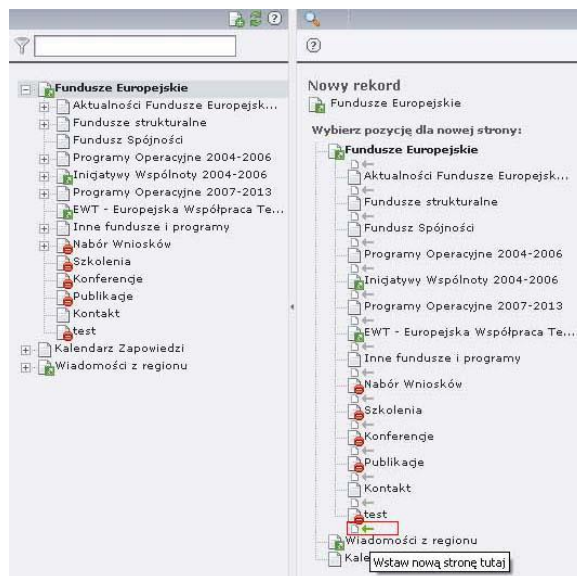 Fundusze Europejskie
Aktualności Fundusze Europejsk...
Fundusze strukturalne
Fundusz Spójności
Programy Operacyjne 2004-2006
Inicjatywy Wspólnoty 2004-2006
Programy Operacyjne 2007-2013
EWT - Europejska Współpraca Te...
Inne fundusze i programy
Nabór Wniosków
Szkolenia
Konferencje
Publikacje
Kontakt
test
Kalendarz Zapowiedzi
Wiadomości z regionu
Nowy rekord
Fundusze Europejskie
Wybierz pozycję dla nowej strony:
Fundusze Europejskie
Aktualności Fundusze Europejsk...
Fundusze strukturalne
Fundusz Spójności
Programy Operacyjne 2004-2006
Inicjatywy Wspólnoty 2004-2006
Programy Operacyjne 2007-2013
EWT - Europejska Współpraca Te...
Inne fundusze i programy
Nabór Wniosków
Szkolenia
Konferencje
Publikacje
Kontakt
test
Wiadomości z regionu
Kale
Wstaw nową stronę tutaj